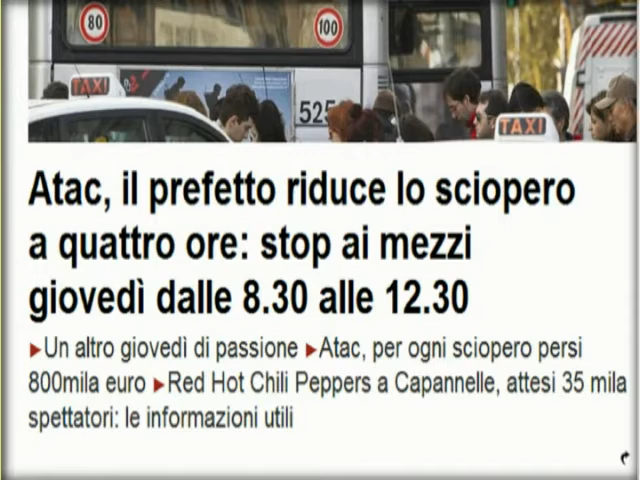 80
100
TAXI
525
TAXI
Atac, il prefetto riduce lo sciopero
a quattro ore: stop ai mezzi
giovedì dalle 8.30 alle 12.30
▸Un altro giovedì di passione ▸Atac, per ogni sciopero persi
800mila euro ▸Red Hot Chili Peppers a Capannelle, attesi 35 mila
spettatori: le informazioni utili